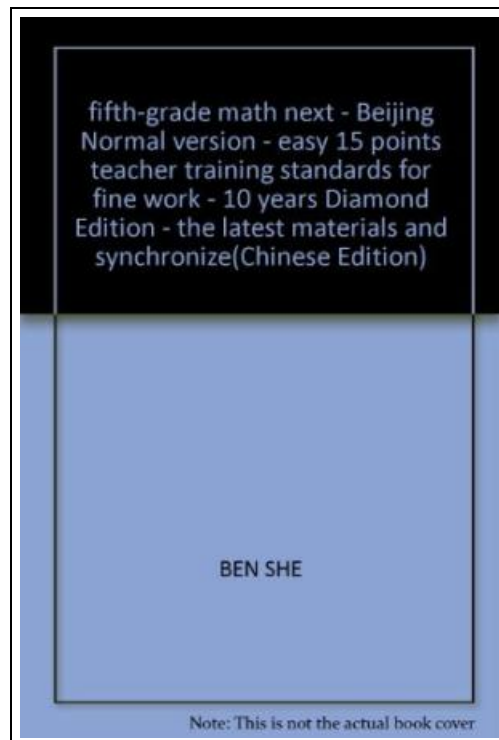 fifth-grade math next - Beijing
Normal version - easy 15 points
teacher training standards for
fine work - 10 years Diamond
Edition - the latest materials and
synchronize(Chinese Edition)
BEN SHE
Note: This is not the actual book cover